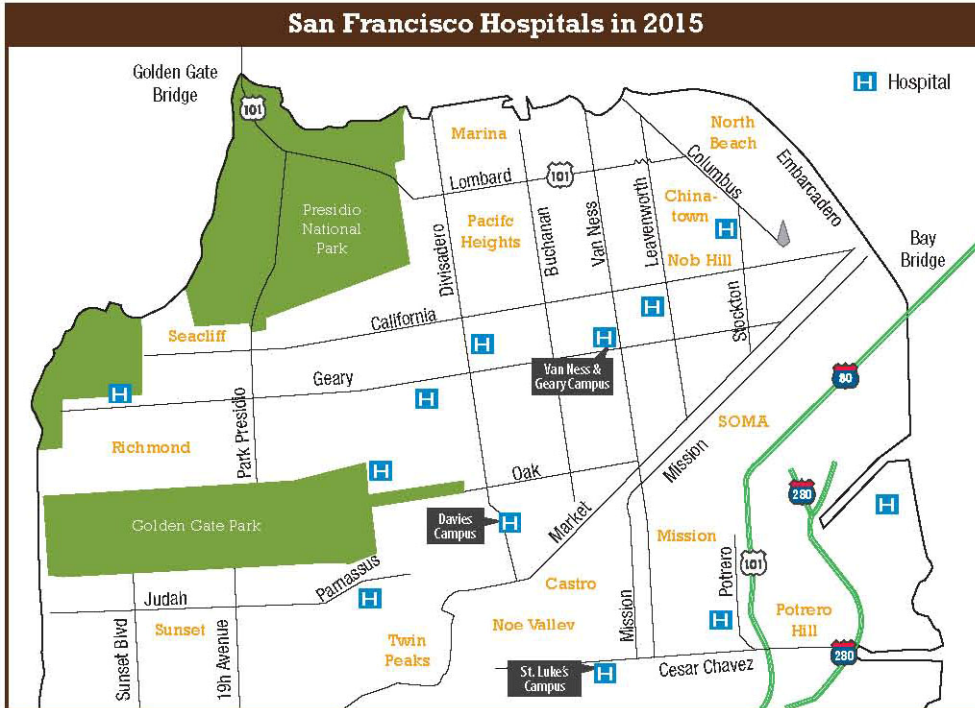 San Francisco Hospitals in 2015
Golden Gate
Bridge
101
H Hospital
Marina
North
Beach
Lombard
101
Columbus
Embarcadero
Presidio
National
Park
Pacifc
Heights
China-
town
H
Divisadero
Buchanan
Van Ness
Leavenworth
Nob Hill
Stockton
Bay
Bridge
Seacliff
California
H
H
H
Van Ness &
Geary Campus
80
H
Geary
H
Park Presidio
Richmond
SOMA
H
Oak
Mission
280
H
Golden Gate Park
Davies
Campus
H
Market
Mission
Potrero
101
Parnassus
Castro
Judah
H
Sunset Blvd
Sunset
19h Avenue
Twin
Peaks
Noe Valley
Mission
H
Potrero
Hill
280
St. Luke's
Campus
H
Cesar Chavez